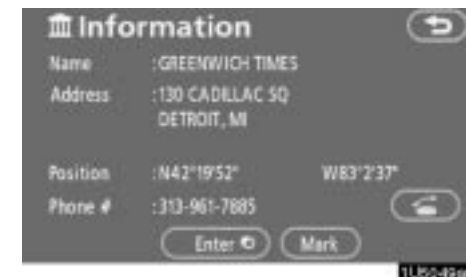 Information
Name :GREENWICH TIMES
Address :130 CADILLAC SQ
DETROIT, MI
Position :N42°19'52" W83°2'37"
Phone # :313-961-7885
Enter Mark